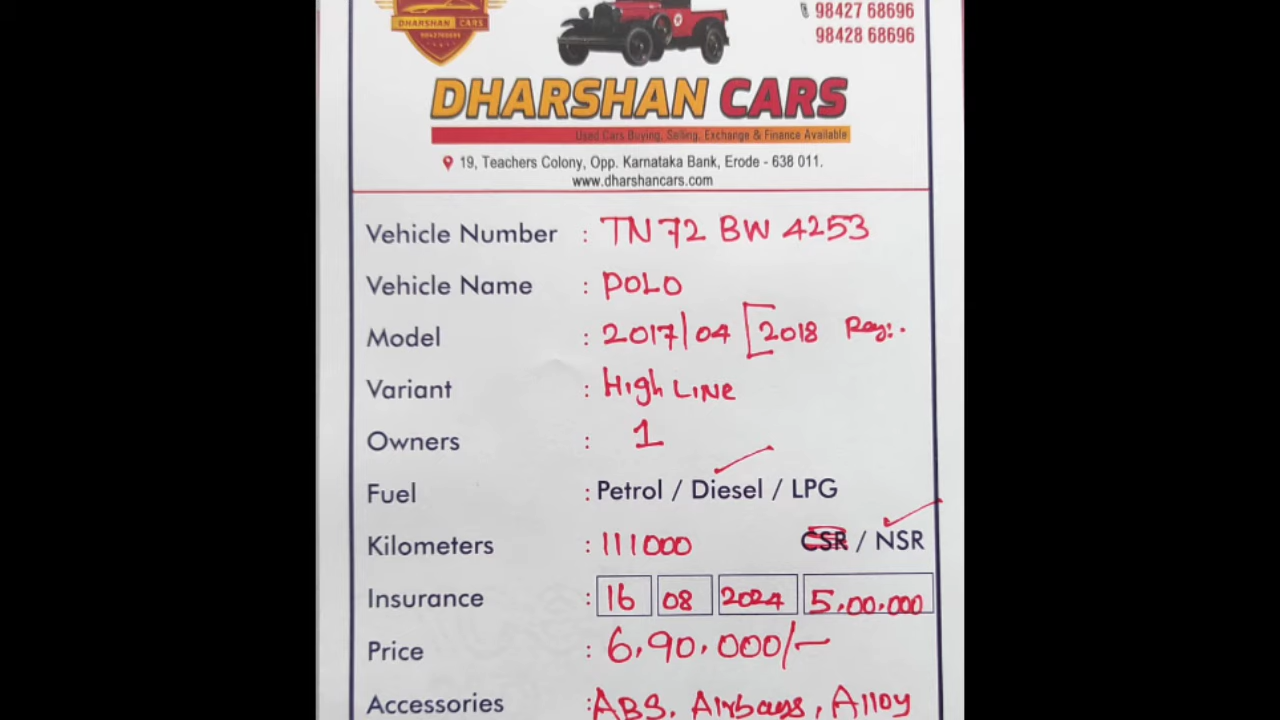 DHARSHAN CARS
98427 68696
98428 68696
DHARSHAN CARS
Used Cars Buying, Selling, Exchange & Finance Available
19, Teachers Colony, Opp. Karnataka Bank, Erode - 638 011.
www.dharshancars.com
Vehicle Number : TN 72 BW 4253
Vehicle Name : POLO
Model : 2017/04 [2018 Reg:.
Variant : HighLine
Owners : 1
Fuel : Petrol / Diesel / LPG
Kilometers : 111000 CSR / NSR
Insurance : 16 08 2024 5,00,000
Price : 6,90,000/-
Accessories : ABS, Airbags, Alloy